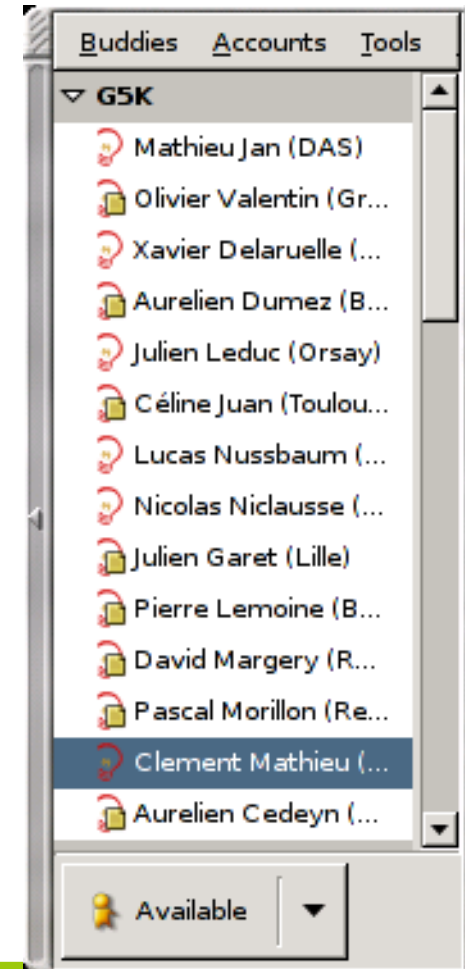 Buddies Accounts Tools
G5K
Mathieu Jan (DAS)
Olivier Valentin (Gr...
Xavier Delaruelle (...
Aurelien Dumez (B...
Julien Leduc (Orsay)
Céline Juan (Toulou...
Lucas Nussbaum (...
Nicolas Niclausse (...
Julien Garet (Lille)
Pierre Lemoine (B...
David Margery (R...
Pascal Morillon (Re...
Clement Mathieu (...
Aurelien Cedeyn (...
Available